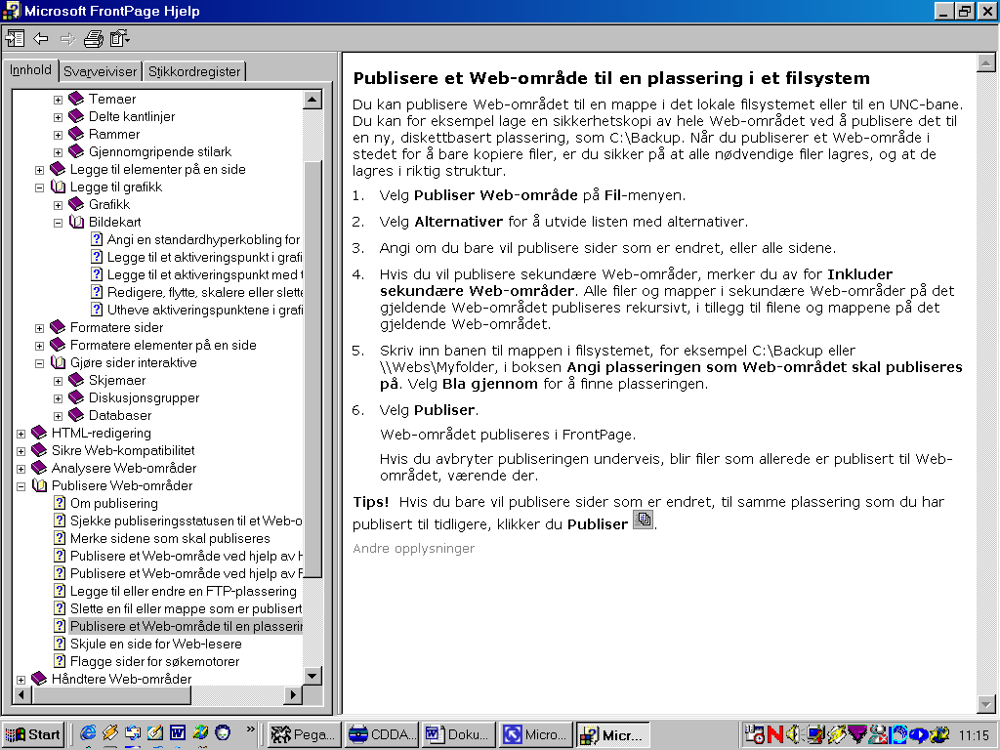 Microsoft FrontPage Hjelp
Innhold
Svarveiviser
Stikkordregister
Temaer
Delte kantlinjer
Rammer
Gjennomgripende stilark
Legge til elementer på en side
Legge til grafikk
Grafikk
Bildekart
Angi en standardhyperkobling for
Legge til et aktiveringspunkt i grafi
Legge til et aktiveringspunkt med t
Redigere, flytte, skalere eller slette
Utheve aktiveringspunktene i grafi
Formatere sider
Formatere elementer på en side
Gjøre sider interaktive
Skjemaer
Diskusjonsgrupper
Databaser
HTML-redigering
Sikre Web-kompatibilitet
Analysere Web-områder
Publisere Web-områder
Om publisering
Sjekke publiseringsstatusen til et Web-o
Merke sidene som skal publiseres
Publisere et Web-område ved hjelp av H
Publisere et Web-område ved hjelp av F
Legge til eller endre en FTP-plassering
Slette en fil eller mappe som er publisert
Publisere et Web-område til en plasserin
Skjule en side for Web-lesere
Flagge sider for søkemotorer
Håndtere Web-områder
Publisere et Web-område til en plassering i et filsystem
Du kan publisere Web-området til en mappe i det lokale filsystemet eller til en UNC-bane.
Du kan for eksempel lage en sikkerhetskopi av hele Web-området ved å publisere det til
en ny, diskettbasert plassering, som C:\Backup. Når du publiserer et Web-område i
stedet for å bare kopiere filer, er du sikker på at alle nødvendige filer lagres, og at de
lagres i riktig struktur.
1. Velg Publiser Web-område på Fil-menyen.
2. Velg Alternativer for å utvide listen med alternativer.
3. Angi om du bare vil publisere sider som er endret, eller alle sidene.
4. Hvis du vil publisere sekundære Web-områder, merker du av for Inkluder
sekundære Web-områder. Alle filer og mapper i sekundære Web-områder på det
gjeldende Web-området publiseres rekursivt, i tillegg til filene og mappene på det
gjeldende Web-området.
5. Skriv inn banen til mappen i filsystemet, for eksempel C:\Backup eller
\\Webs\Myfolder, i boksen Angi plasseringen som Web-området skal publiseres
på. Velg Bla gjennom for å finne plasseringen.
6. Velg Publiser.
Web-området publiseres i FrontPage.
Hvis du avbryter publiseringen underveis, blir filer som allerede er publisert til Web-
området, værende der.
Tips! Hvis du bare vil publisere sider som er endret, til samme plassering som du har
publisert til tidligere, klikker du Publiser .
Andre opplysninger
Start
»
Pega...
CDDA...
Doku...
Micro...
Micr...
11:15